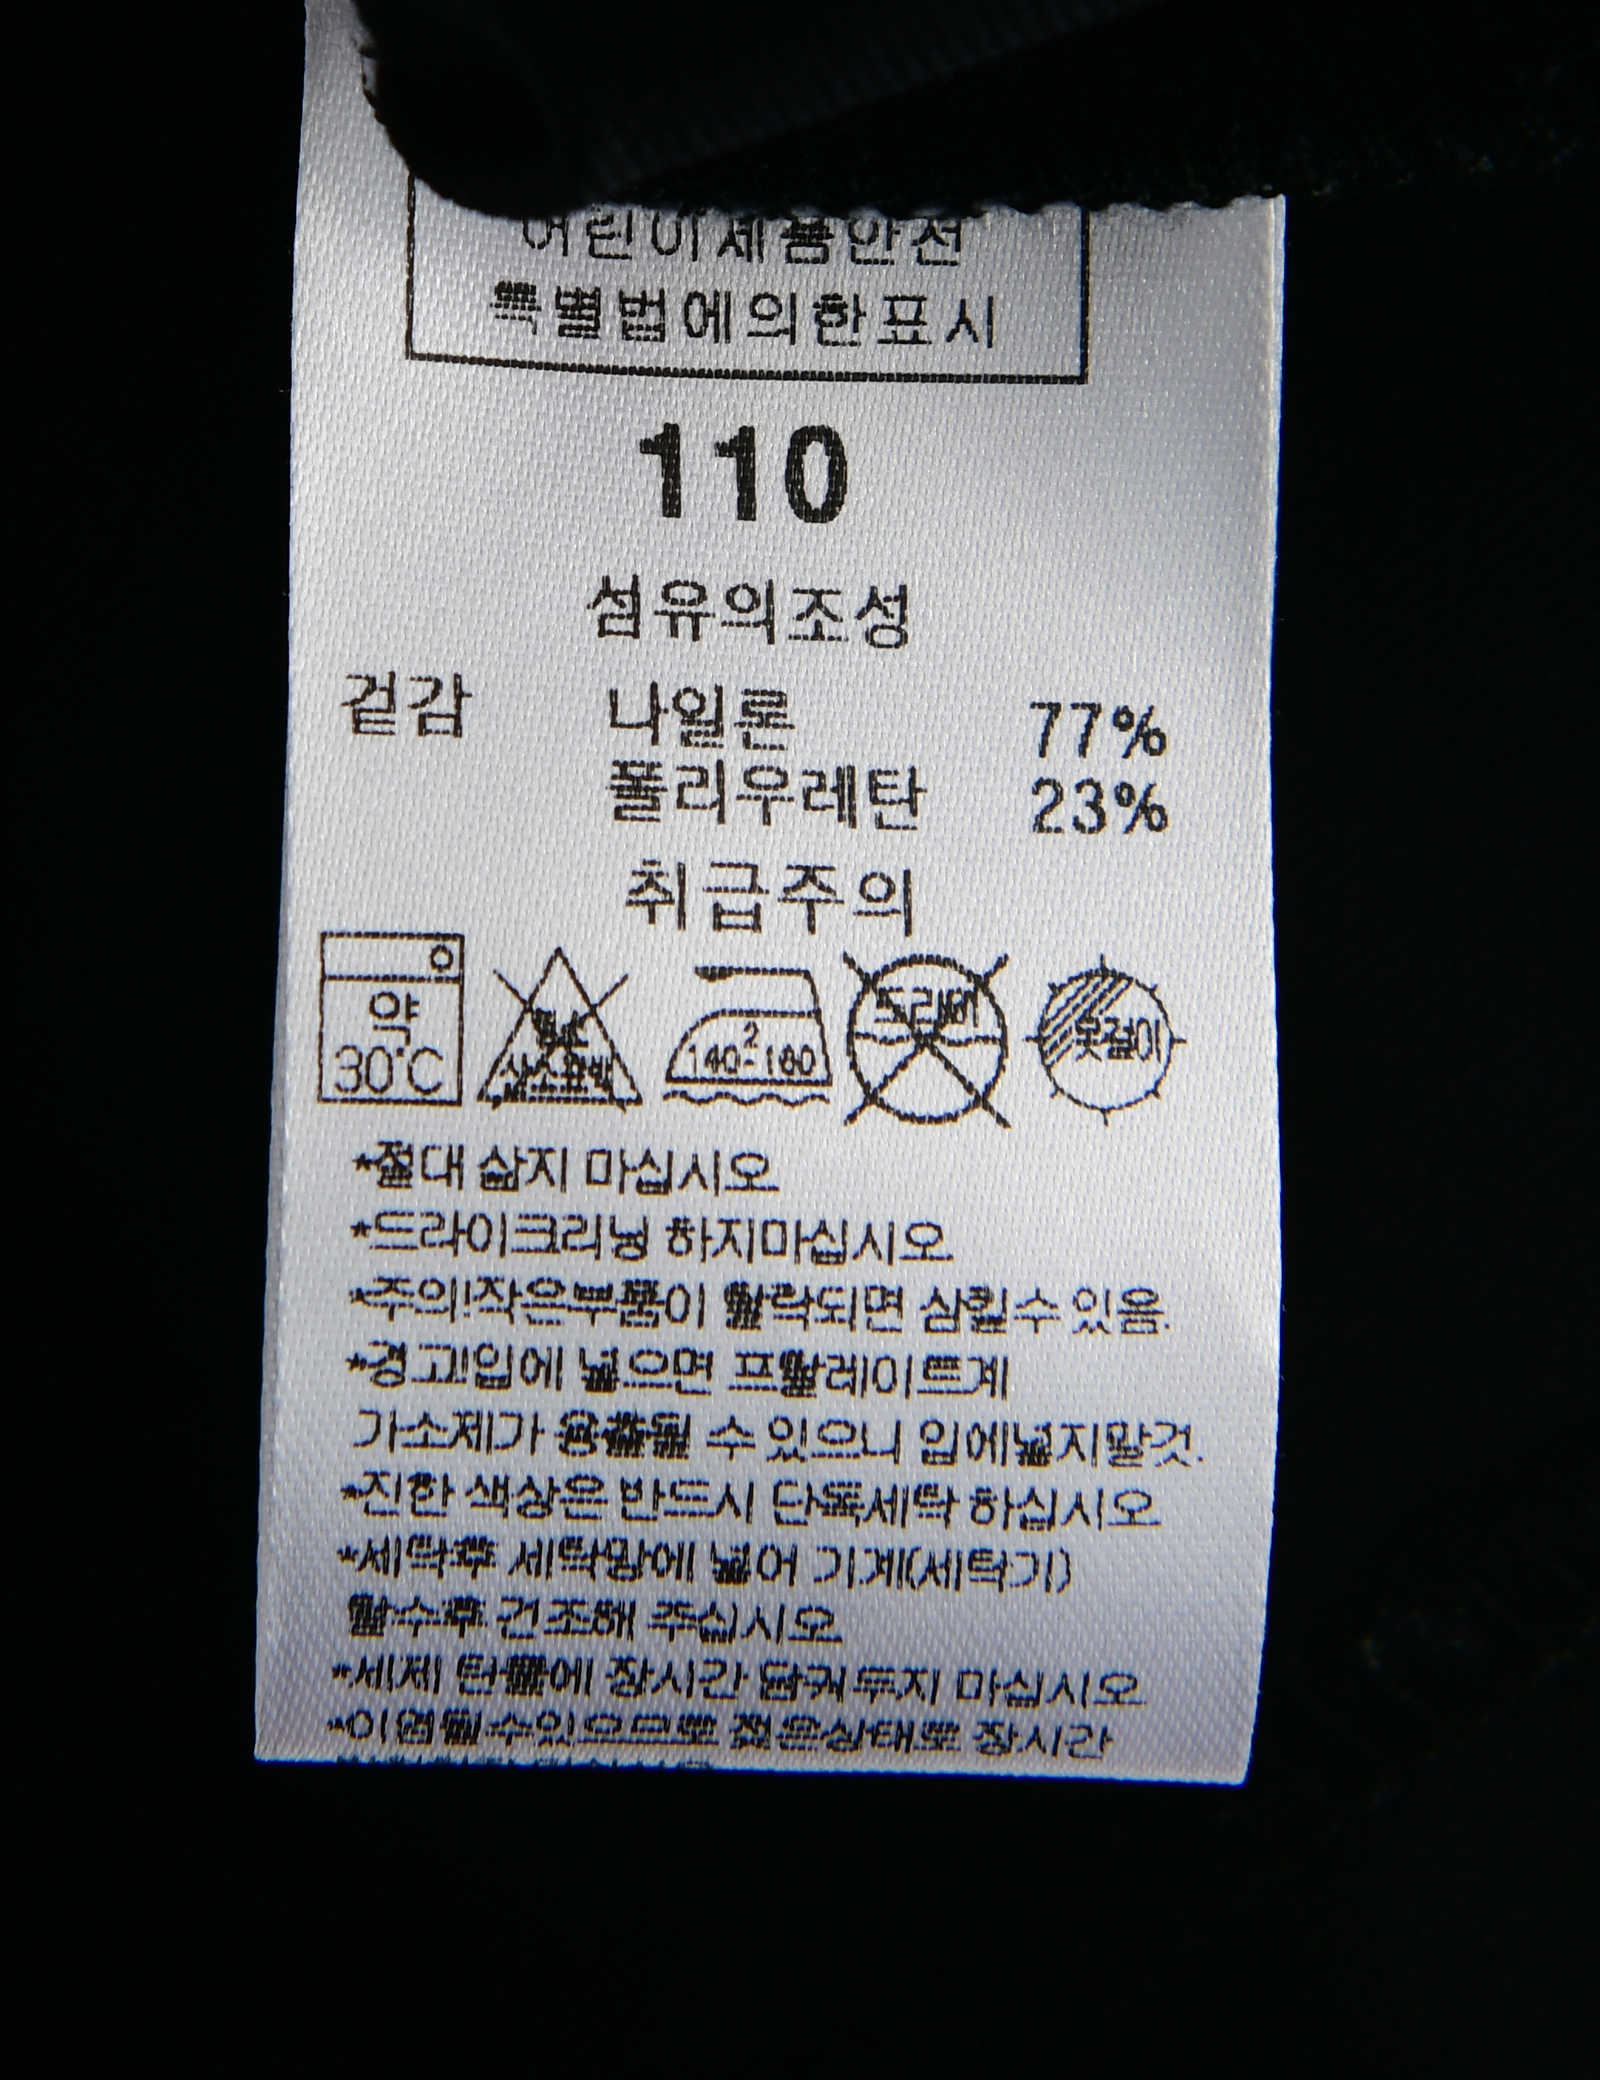 어린이제품안전
특별법에의한표시
110
섬유의조성
겉감 나일론 77%
폴리우레탄 23%
취급주의
약 30°C
염소 산소표백
2 140-160
드라이
옷걸이
*절대 삶지 마십시오
*드라이크리닝 하지마십시오
*주의!작은부품이 탈락되면 삼킬수 있음.
*경고!입에 넣으면 프탈레이트계
가소제가 용출될 수 있으니 입에넣지말것.
*진한 색상은 반드시 단독세탁 하십시오
*세탁후 세탁망에 넣어 기계(세탁기)
탈수후 건조해 주십시오
*세제 탄물에 장시간 담궈두지 마십시오
*이염될수있으므로 젖은상태로 장시간